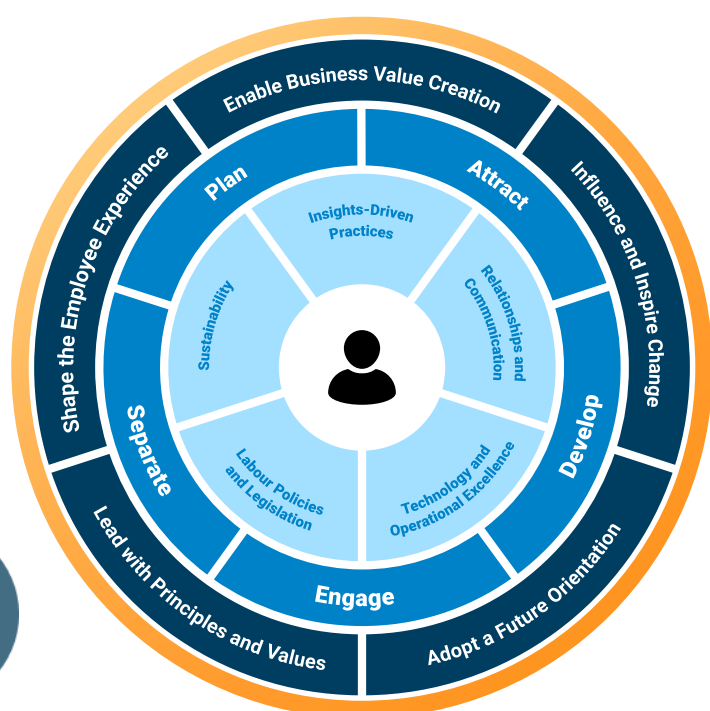 Enable Business Value Creation
Influence and Inspire Change
Adopt a Future Orientation
Lead with Principles and Values
Shape the Employee Experience
Plan
Attract
Develop
Engage
Separate
Insights-Driven
Practices
Relationships and
Communication
Technology and
Operational Excellence
Labour Policies
and Legislation
Sustainability